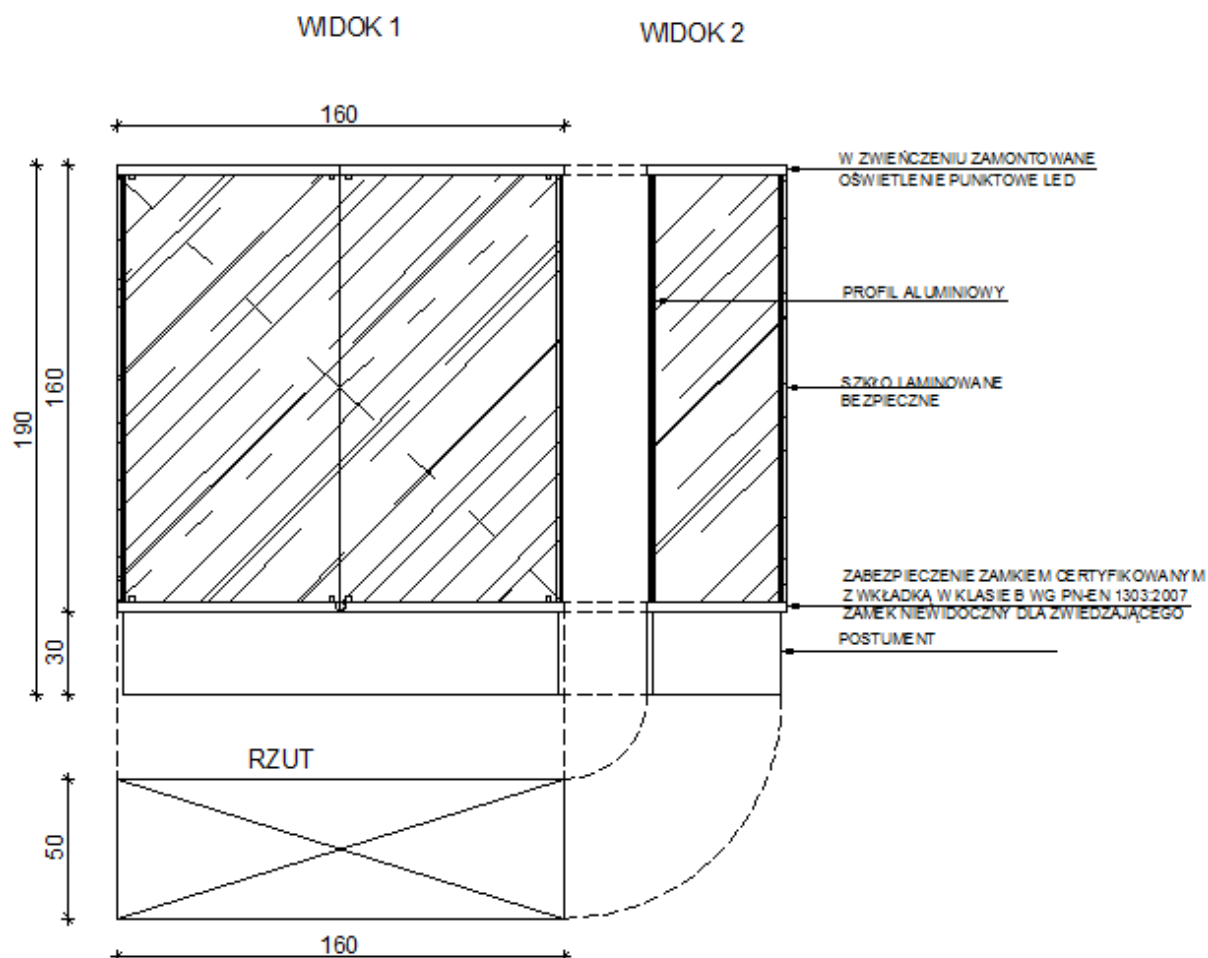 WIDOK 1
WIDOK 2
160
W ZWIEŃCZENIU ZAMONTOWANE
OŚWIETLENIE PUNKTOWE LED
PROFIL ALUMINIOWY
160
190
SZKŁO LAMINOWANE
BEZPIECZNE
ZABEZPIECZENIE ZAMKIEM CERTYFIKOWANYM
Z WKŁADKĄ W KLASIE B WG PN-EN 1303:2007
ZAMEK NIEWIDOCZNY DLA ZWIEDZAJĄCEGO
POSTUMENT
30
RZUT
50
160